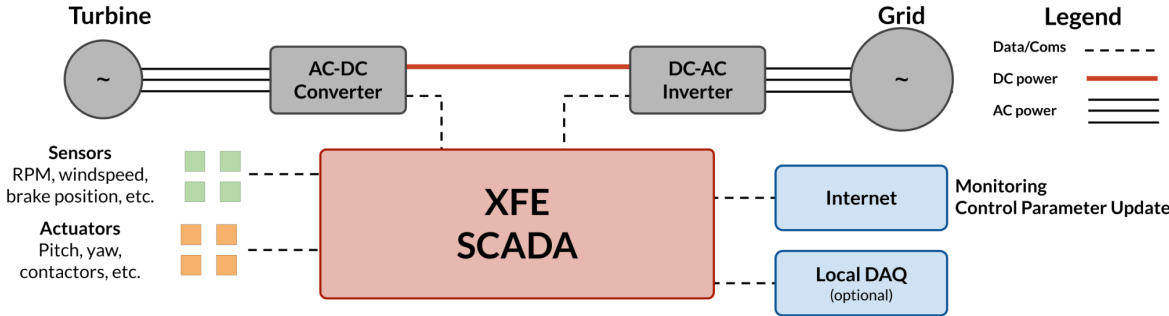 Turbine
Grid
Legend
~
AC-DC
Converter
DC-AC
Inverter
~
Data/Coms
DC power
AC power
Sensors
RPM, windspeed,
brake position, etc.
Actuators
Pitch, yaw,
contactors, etc.
XFE
SCADA
Internet
Monitoring
Control Parameter Update
Local DAQ
(optional)